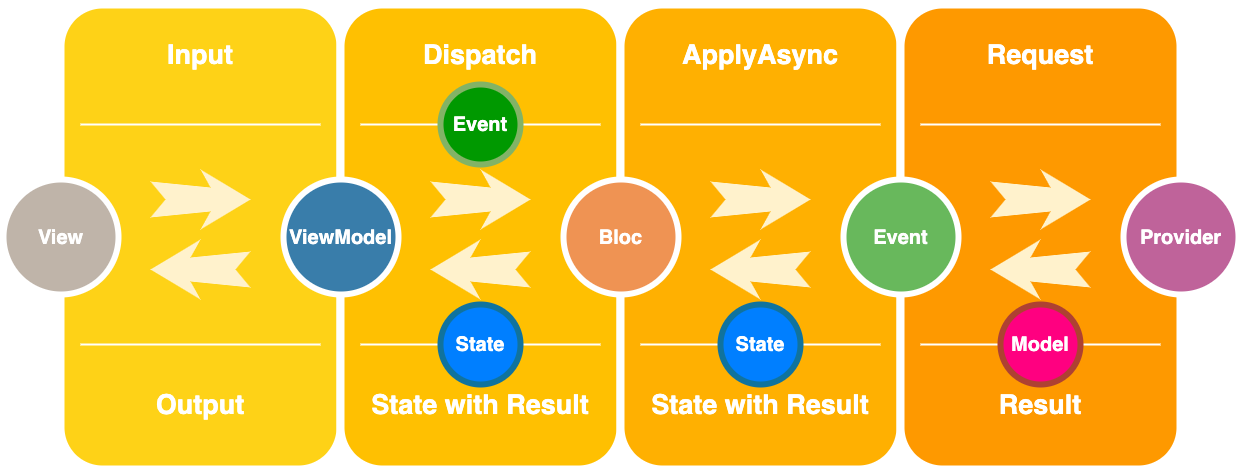 Input
Dispatch
ApplyAsync
Request
Event
View
ViewModel
Bloc
Event
Provider
State
State
Model
Output
State with Result
State with Result
Result